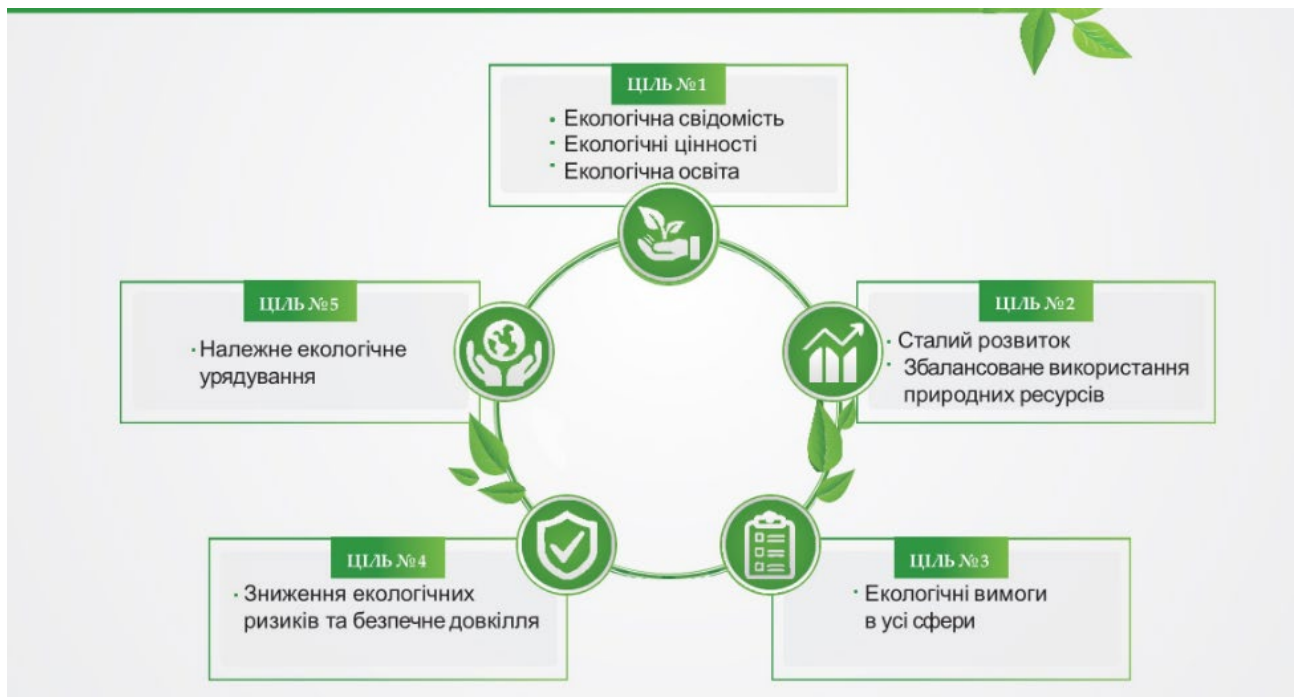 ЦІЛЬ №1
• Екологічна свідомість
• Екологічні цінності
• Екологічна освіта
ЦІЛЬ №5
· Належне екологічне
урядування
ЦІЛЬ №2
• Сталий розвиток
• Збалансоване використання
природних ресурсів
ЦІЛЬ №4
· Зниження екологічних
ризиків та безпечне довкілля
ЦІЛЬ №3
• Екологічні вимоги
в усі сфери